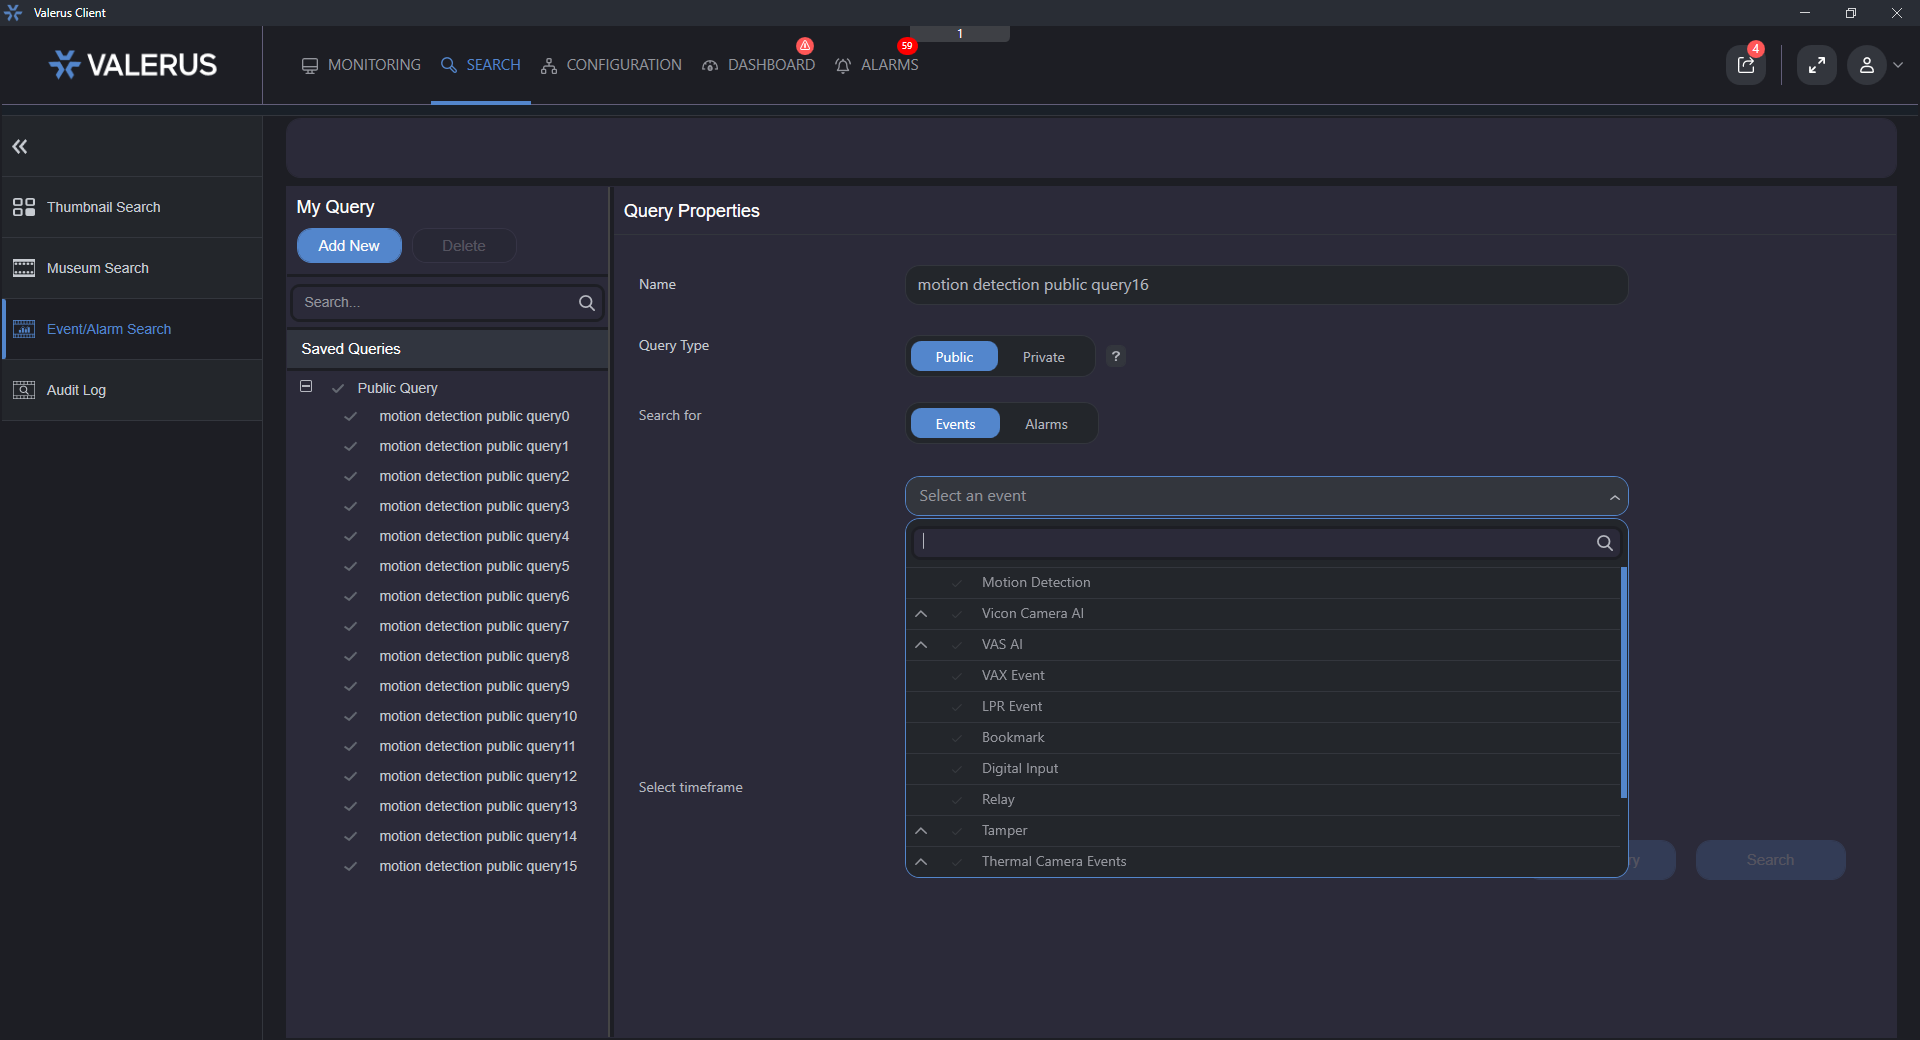 Valerus Client
VALERUS
MONITORING
SEARCH
CONFIGURATION
DASHBOARD
59
ALARMS
1
4
Thumbnail Search
Museum Search
Event/Alarm Search
Audit Log
My Query
Add New
Delete
Search...
Saved Queries
Public Query
motion detection public query0
motion detection public query1
motion detection public query2
motion detection public query3
motion detection public query4
motion detection public query5
motion detection public query6
motion detection public query7
motion detection public query8
motion detection public query9
motion detection public query10
motion detection public query11
motion detection public query12
motion detection public query13
motion detection public query14
motion detection public query15
Query Properties
Name
motion detection public query16
Query Type
Public
Private
?
Search for
Events
Alarms
Select an event
Motion Detection
Vicon Camera AI
VAS AI
VAX Event
LPR Event
Bookmark
Digital Input
Relay
Tamper
Thermal Camera Events
Select timeframe
Search